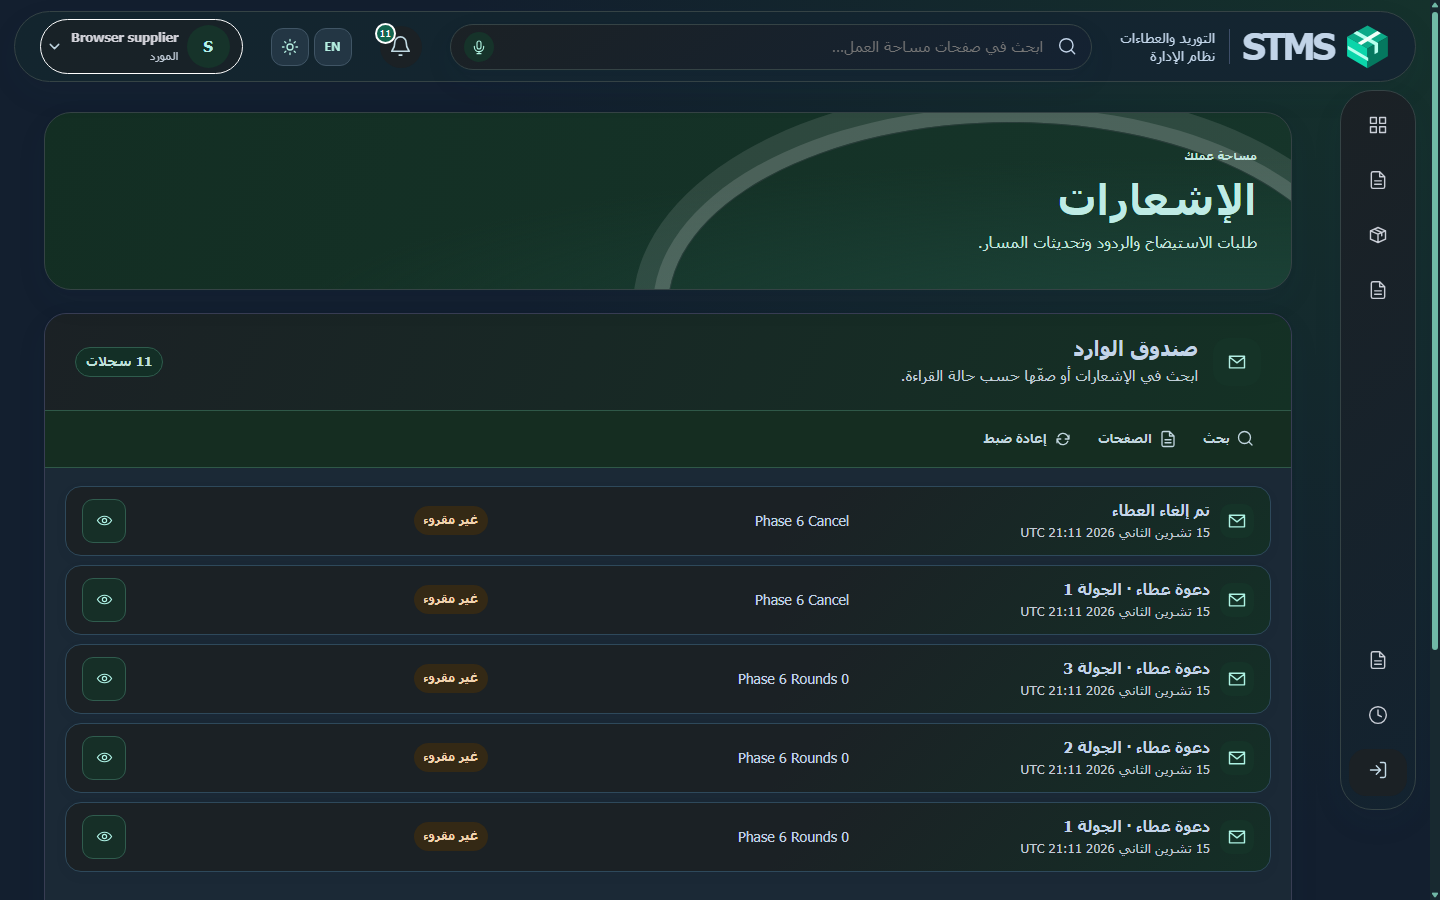 STMS
التوريد والعطاءات
نظام الإدارة
ابحث في صفحات مساحة العمل...
11
EN
S
Browser supplier
المورد
مساحة عملك
الإشعارات
طلبات الاستيضاح والردود وتحديثات المسار.
صندوق الوارد
ابحث في الإشعارات أو صفّها حسب حالة القراءة.
11 سجلات
بحث
الصفحات
إعادة ضبط
تم إلغاء العطاء
15 تشرين الثاني 2026 21:11 UTC
Phase 6 Cancel
غير مقروء
دعوة عطاء · الجولة 1
15 تشرين الثاني 2026 21:11 UTC
Phase 6 Cancel
غير مقروء
دعوة عطاء · الجولة 3
15 تشرين الثاني 2026 21:11 UTC
Phase 6 Rounds 0
غير مقروء
دعوة عطاء · الجولة 2
15 تشرين الثاني 2026 21:11 UTC
Phase 6 Rounds 0
غير مقروء
دعوة عطاء · الجولة 1
15 تشرين الثاني 2026 21:11 UTC
Phase 6 Rounds 0
غير مقروء